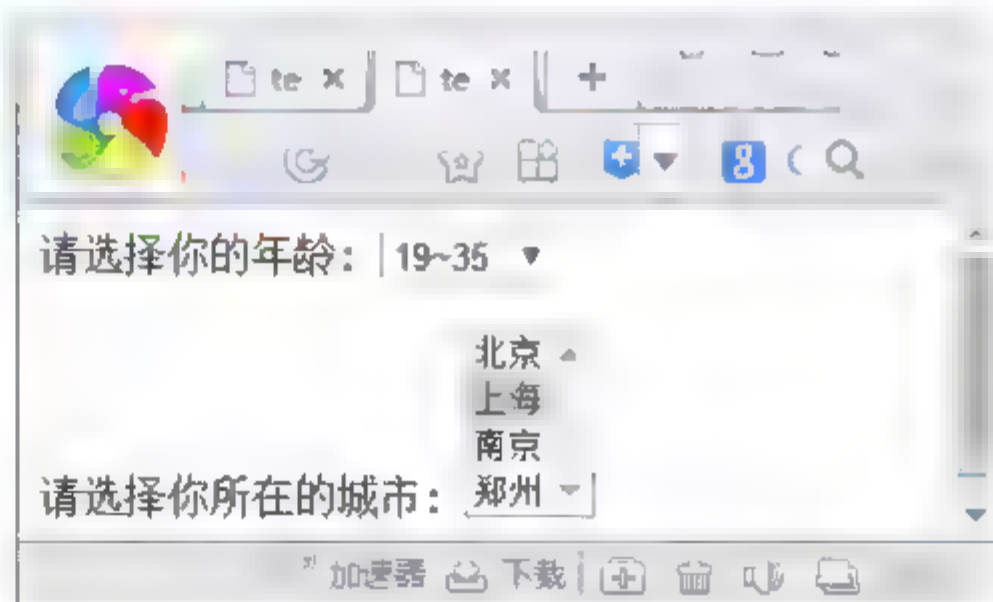 te te
请选择你的年龄: 19~35
北京
上海
南京
请选择你所在的城市: 郑州
加速器 下载